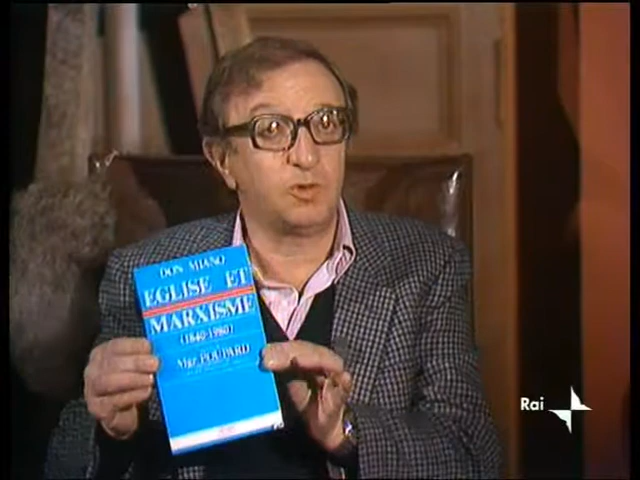 DON MIANO
EGLISE ET
MARXISME
(1840-1980)
Mgr. POUPARD
Rai